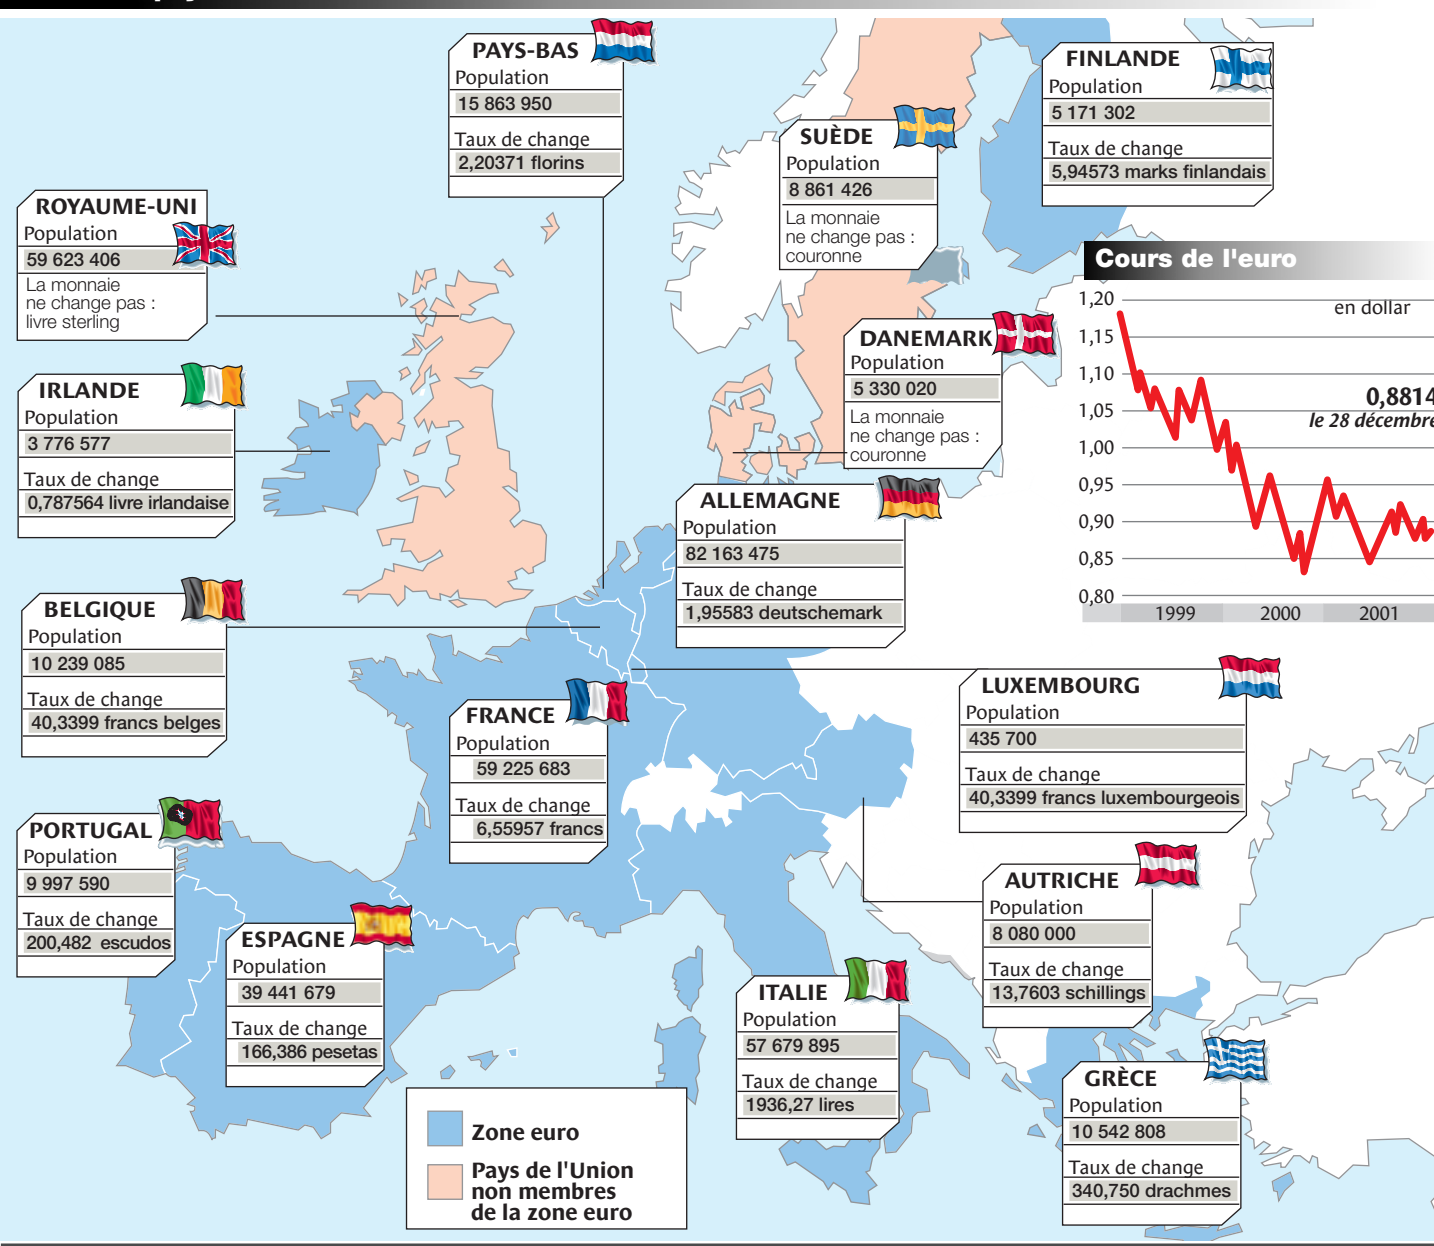 PAYS-BAS
Population
15 863 950
Taux de change
2,20371 florins
FINLANDE
Population
5 171 302
Taux de change
5,94573 marks finlandais
SUÈDE
Population
8 861 426
La monnaie
ne change pas :
couronne
ROYAUME-UNI
Population
59 623 406
La monnaie
ne change pas :
livre sterling
Cours de l'euro
en dollar
1,20
1,15
1,10
1,05
1,00
0,95
0,90
0,85
0,80
0,8814
le 28 décembre
1999 2000 2001
DANEMARK
Population
5 330 020
La monnaie
ne change pas :
couronne
IRLANDE
Population
3 776 577
Taux de change
0,787564 livre irlandaise
ALLEMAGNE
Population
82 163 475
Taux de change
1,95583 deutschemark
BELGIQUE
Population
10 239 085
Taux de change
40,3399 francs belges
LUXEMBOURG
Population
435 700
Taux de change
40,3399 francs luxembourgeois
FRANCE
Population
59 225 683
Taux de change
6,55957 francs
PORTUGAL
Population
9 997 590
Taux de change
200,482 escudos
AUTRICHE
Population
8 080 000
Taux de change
13,7603 schillings
ESPAGNE
Population
39 441 679
Taux de change
166,386 pesetas
ITALIE
Population
57 679 895
Taux de change
1936,27 lires
GRÈCE
Population
10 542 808
Taux de change
340,750 drachmes
Zone euro
Pays de l'Union
non membres
de la zone euro